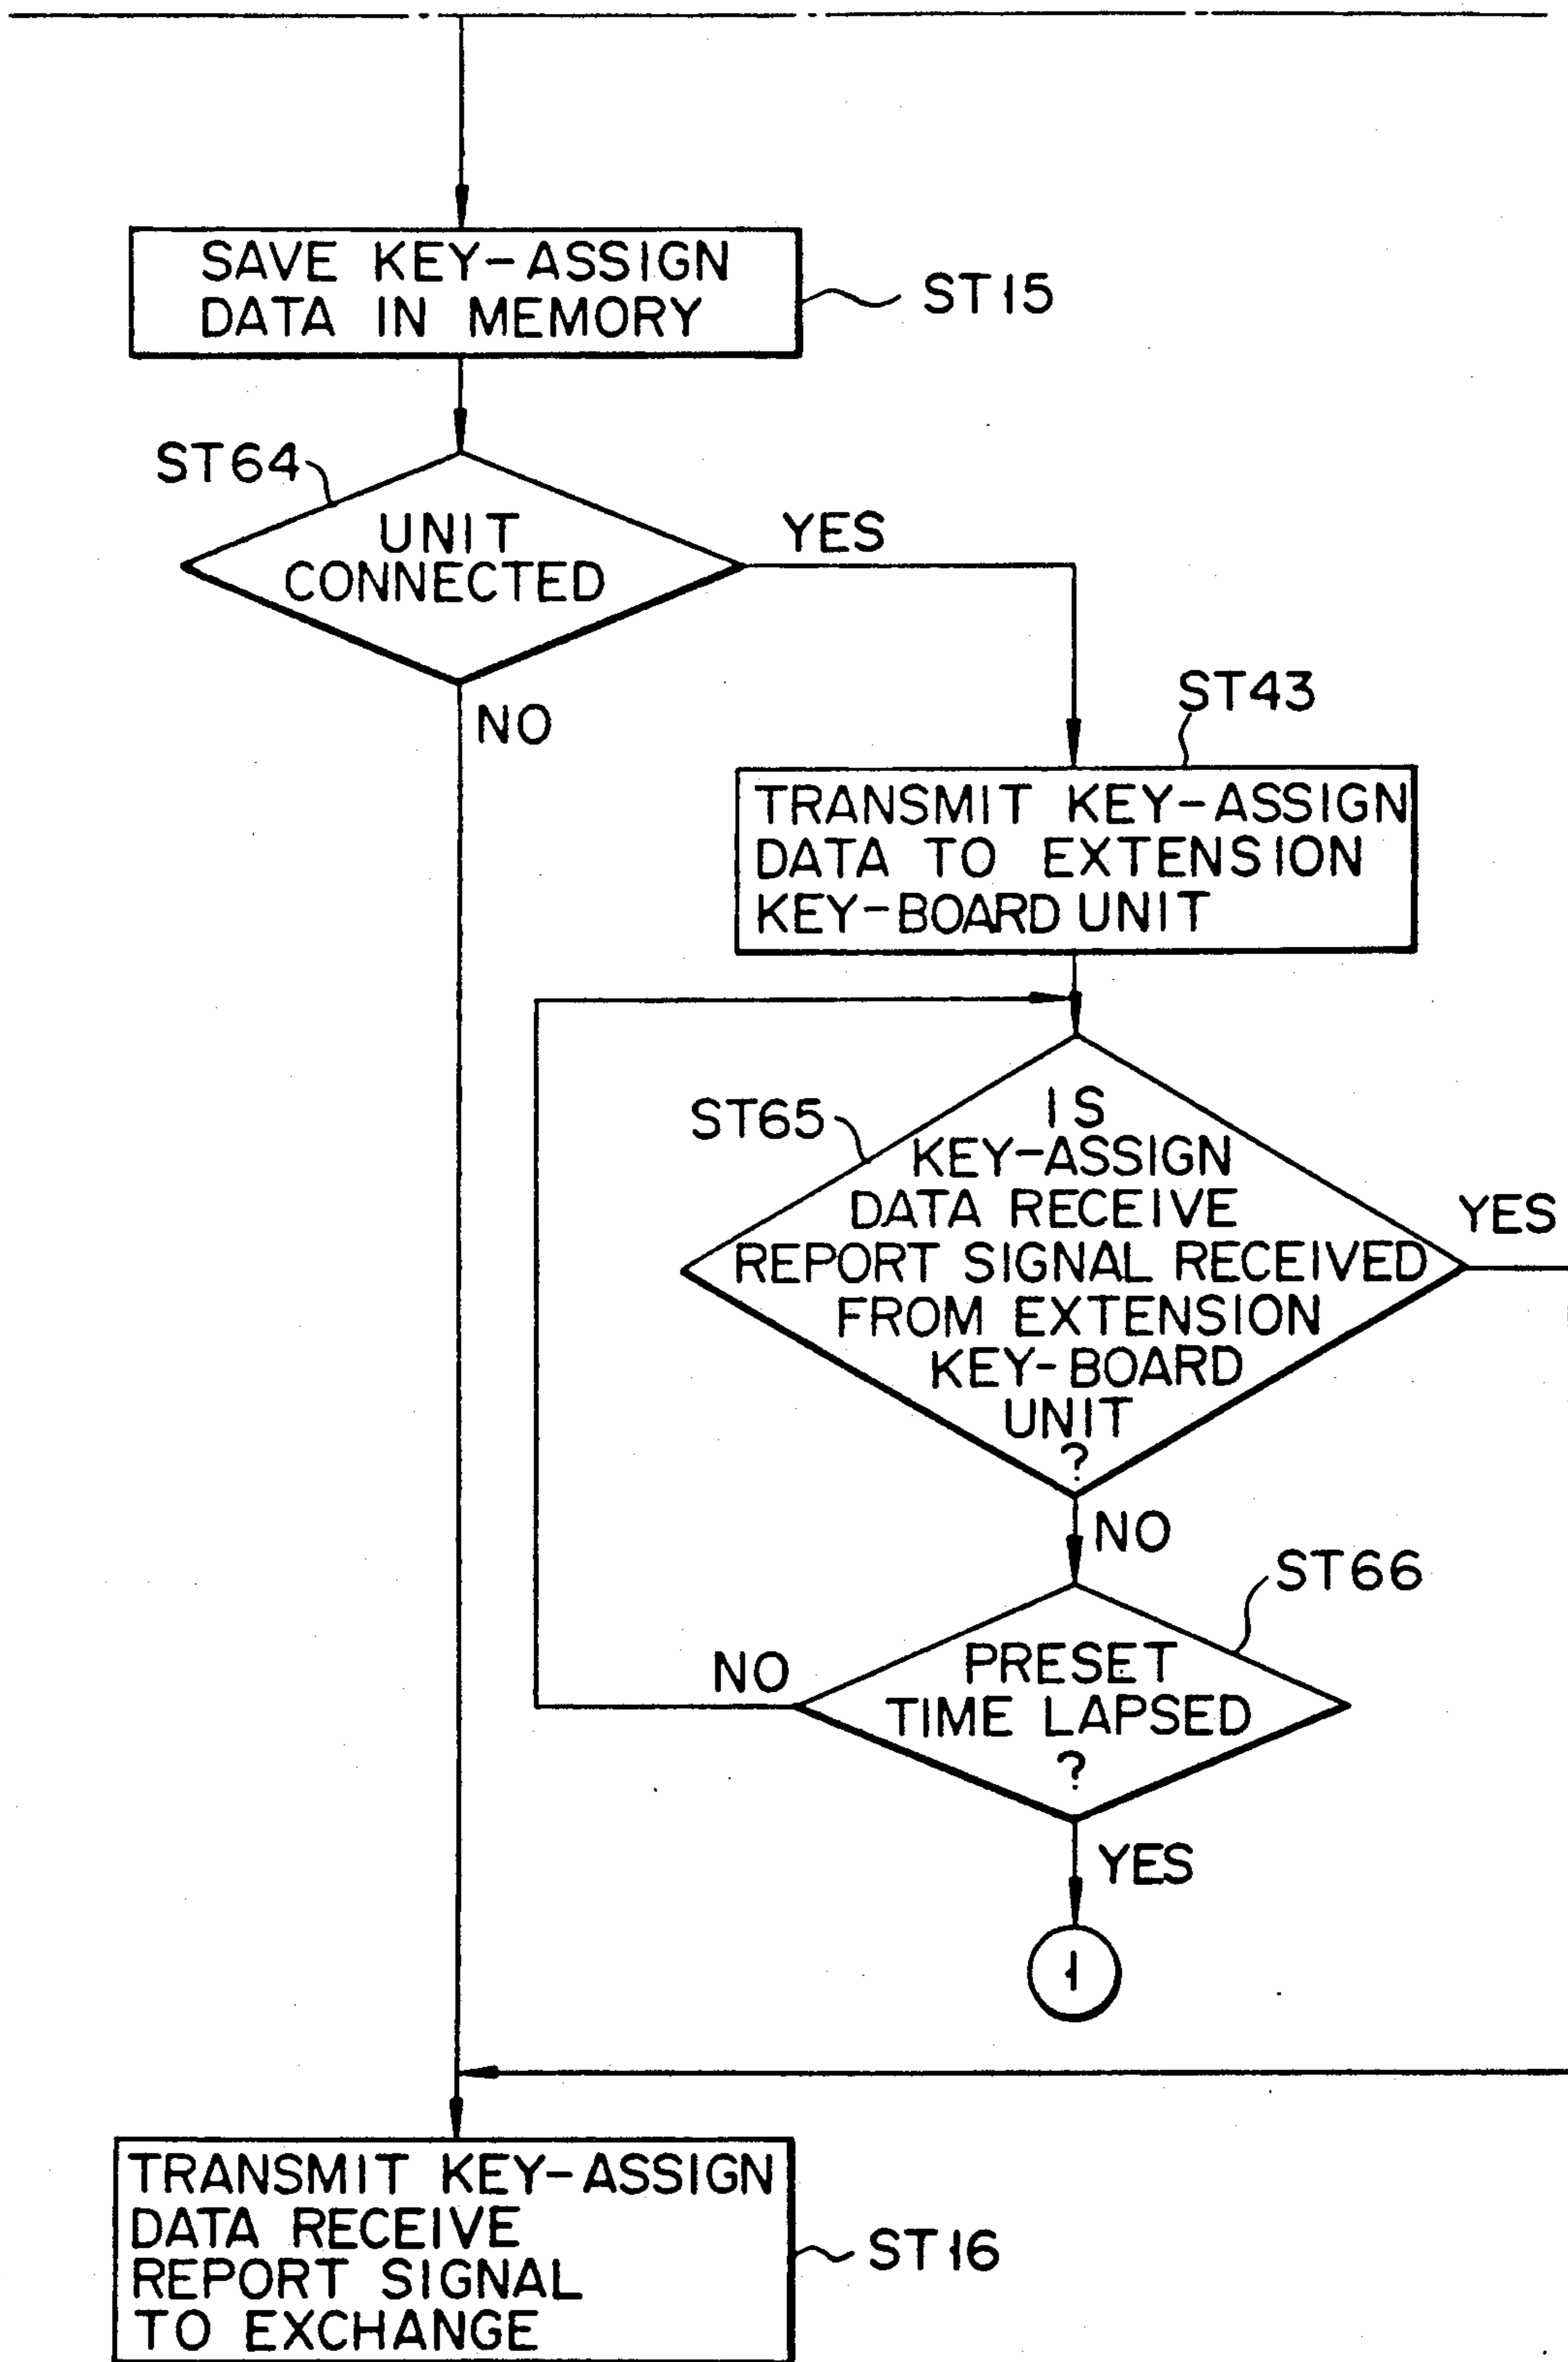 SAVE KEY-ASSIGN
DATA IN MEMORY
ST15
ST64
UNIT
CONNECTED
YES
NO
ST43
TRANSMIT KEY-ASSIGN
DATA TO EXTENSION
KEY-BOARD UNIT
ST65
IS
KEY-ASSIGN
DATA RECEIVE
REPORT SIGNAL RECEIVED
FROM EXTENSION
KEY-BOARD
UNIT
?
YES
NO
ST66
PRESET
TIME LAPSED
?
NO
YES
1
TRANSMIT KEY-ASSIGN
DATA RECEIVE
REPORT SIGNAL
TO EXCHANGE
ST16